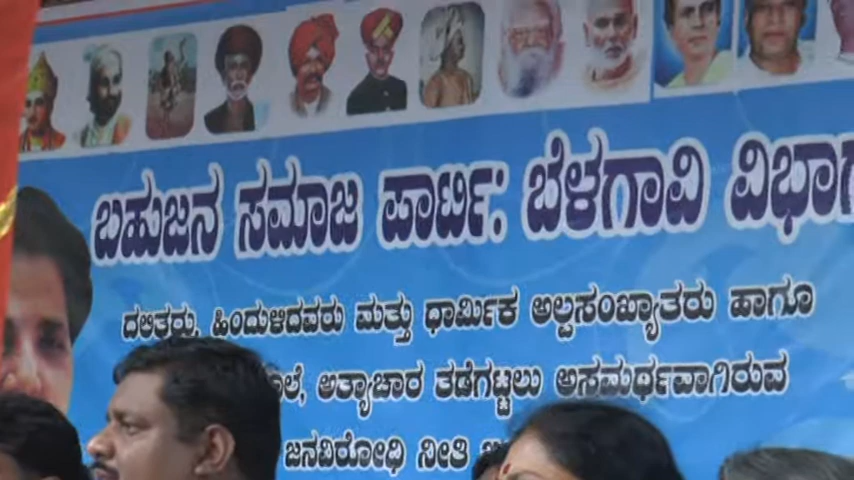 ಬಹುಜನ ಸಮಾಜ ಪಾರ್ಟಿ: ಬೆಳಗಾವಿ ವಿಭಾಗ
ದಲಿತರು, ಹಿಂದುಳಿದವರು ಮತ್ತು ಧಾರ್ಮಿಕ ಅಲ್ಪಸಂಖ್ಯಾತರು ಹಾಗೂ
ಅತ್ಯಾಚಾರ ತಡೆಗಟ್ಟಲು ಅಸಮರ್ಥವಾಗಿರುವ
ಜನವಿರೋಧಿ ನೀತಿ